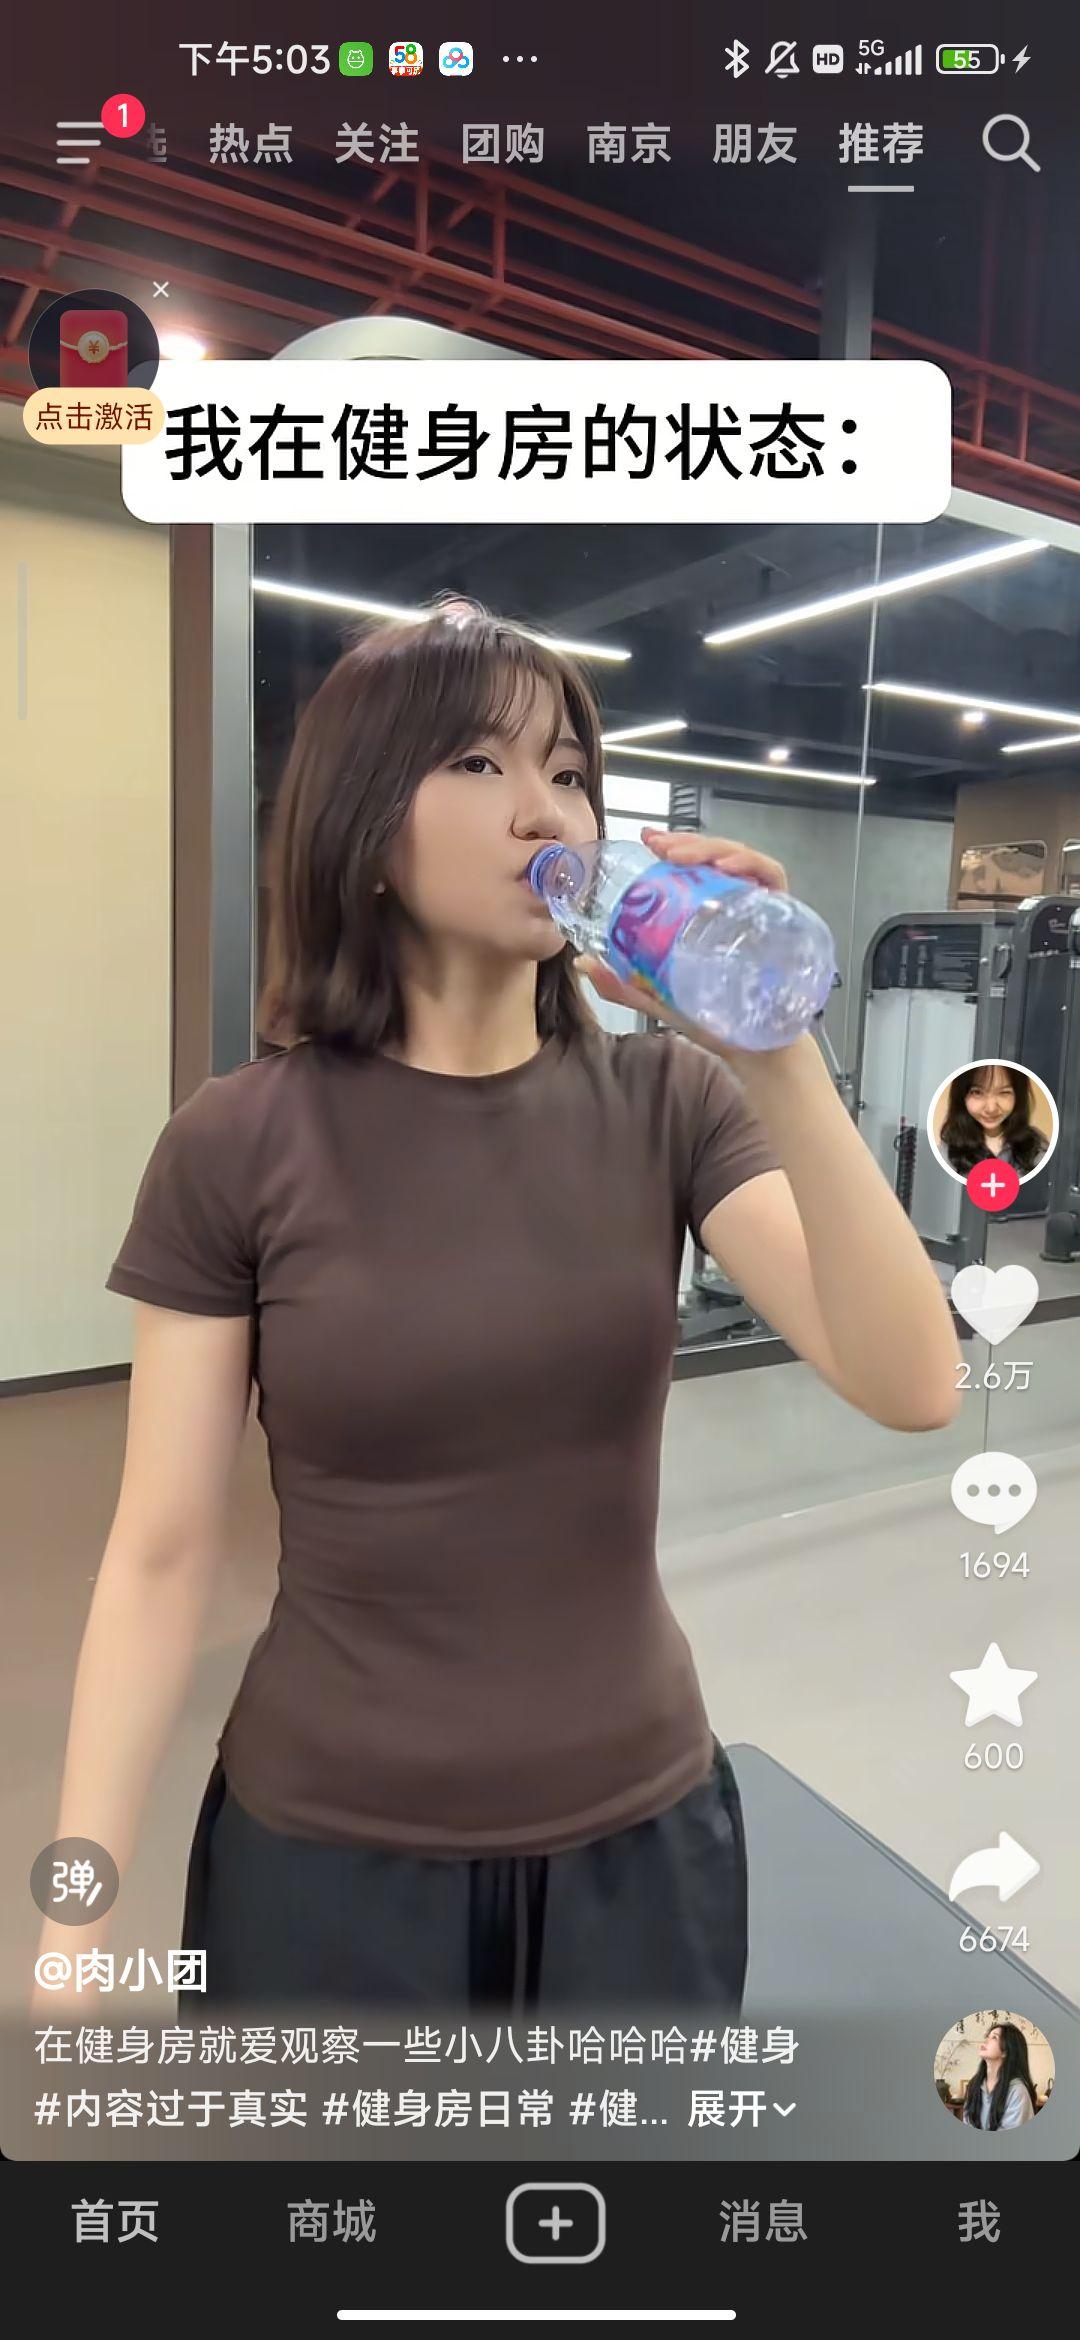 下午5:03
58
HD
5G
55
1
热点 关注 团购 南京 朋友 推荐
点击激活
我在健身房的状态：
2.6万
1694
600
6674
弹
@肉小团
在健身房就爱观察一些小八卦哈哈哈#健身
#内容过于真实 #健身房日常 #健... 展开
首页 商城 消息 我